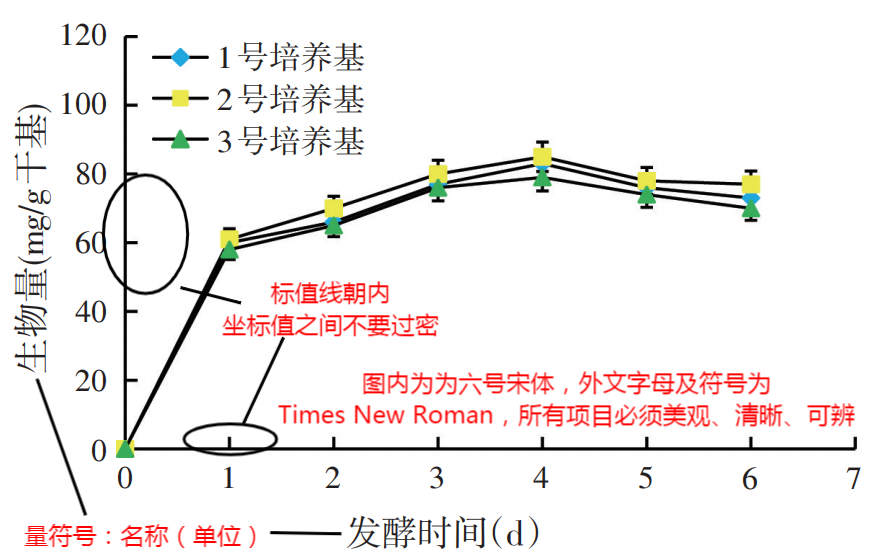 120
100
80
60
40
20
0
生物量(mg/g干基)
1号培养基
2号培养基
3号培养基
标值线朝内
坐标值之间不要过密
图内为为六号宋体，外文字母及符号为
Times New Roman，所有项目必须美观、清晰、可辨
0 1 2 3 4 5 6 7
量符号：名称（单位）
发酵时间(d)